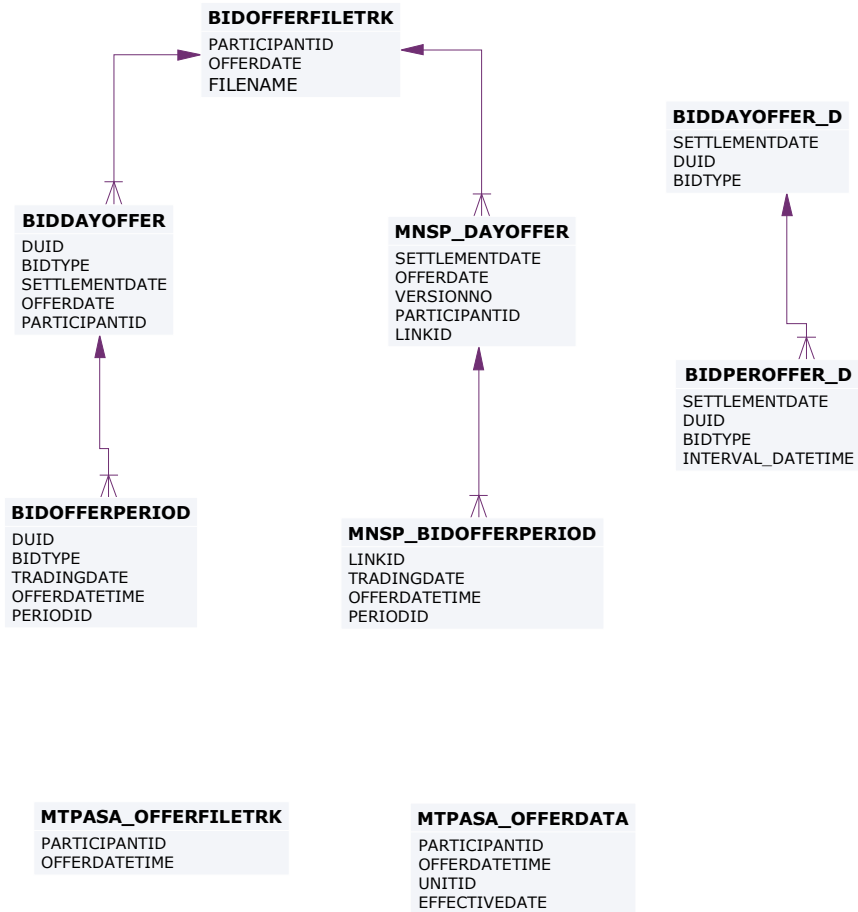 BIDOFFERFILETRK
PARTICIPANTID
OFFERDATE
FILENAME
BIDDAYOFFER_D
SETTLEMENTDATE
DUID
BIDTYPE
BIDDAYOFFER
DUID
BIDTYPE
SETTLEMENTDATE
OFFERDATE
PARTICIPANTID
MNSP_DAYOFFER
SETTLEMENTDATE
OFFERDATE
VERSIONNO
PARTICIPANTID
LINKID
BIDPEROFFER_D
SETTLEMENTDATE
DUID
BIDTYPE
INTERVAL_DATETIME
BIDOFFERPERIOD
DUID
BIDTYPE
TRADINGDATE
OFFERDATETIME
PERIODID
MNSP_BIDOFFERPERIOD
LINKID
TRADINGDATE
OFFERDATETIME
PERIODID
MTPASA_OFFERFILETRK
PARTICIPANTID
OFFERDATETIME
MTPASA_OFFERDATA
PARTICIPANTID
OFFERDATETIME
UNITID
EFFECTIVEDATE